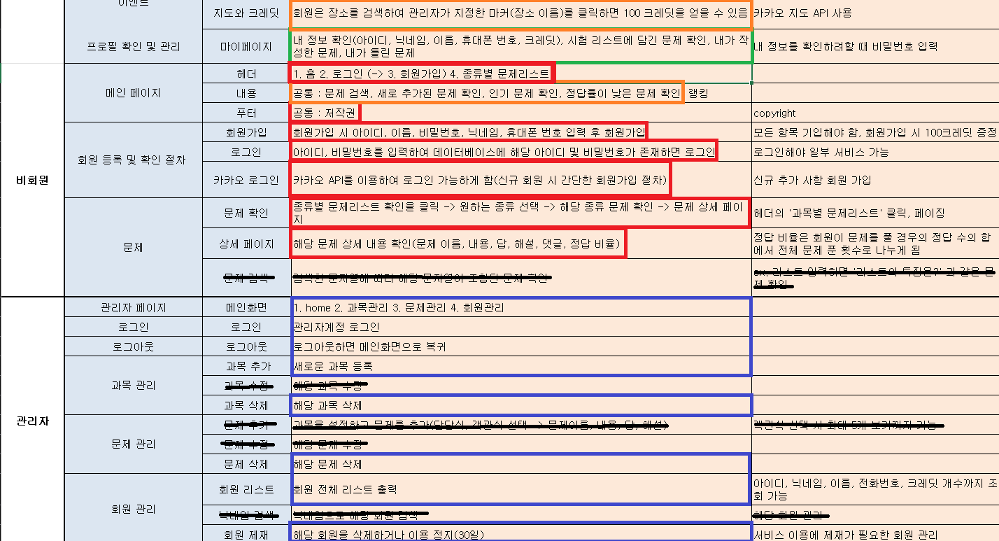 이벤트
지도와 크레딧
회원은 장소를 검색하여 관리자가 지정한 마커(장소 이름)를 클릭하면 100 크레딧을 얻을 수 있음
카카오 지도 API 사용
프로필 확인 및 관리
마이페이지
내 정보 확인(아이디, 닉네임, 이름, 휴대폰 번호, 크레딧), 시험 리스트에 담긴 문제 확인, 내가 작
성한 문제, 내가 틀린 문제
내 정보를 확인하려할 때 비밀번호 입력
비회원
메인 페이지
헤더
1. 홈 2. 로그인 (-> 3. 회원가입) 4. 종류별 문제리스트
내용
공통 : 문제 검색, 새로 추가된 문제 확인, 인기 문제 확인, 정답률이 낮은 문제 확인, 랭킹
푸터
공통 : 저작권
copyright
회원 등록 및 확인 절차
회원가입
회원가입 시 아이디, 이름, 비밀번호, 닉네임, 휴대폰 번호 입력 후 회원가입
모든 항목 기입해야 함, 회원가입 시 100크레딧 증정
로그인
아이디, 비밀번호를 입력하여 데이터베이스에 해당 아이디 및 비밀번호가 존재하면 로그인
로그인해야 일부 서비스 가능
카카오 로그인
카카오 API를 이용하여 로그인 가능하게 함(신규 회원 시 간단한 회원가입 절차)
신규 추가 사항 회원 가입
문제
문제 확인
종류별 문제리스트 확인을 클릭 -> 원하는 종류 선택 -> 해당 종류 문제 확인 -> 문제 상세 페이
지
헤더의 '과목별 문제리스트' 클릭, 페이징
상세 페이지
해당 문제 상세 내용 확인(문제 이름, 내용, 답, 해설, 댓글, 정답 비율)
정답 비율은 회원이 문제를 풀 경우의 정답 수의 합
에서 전체 문제 푼 횟수로 나누게 됨
문제 검색
검색한 문자열에 따라 해당 문자열이 조합된 문제 확인
ex. 리스트 입력하면 '리스트의 특징은?' 과 같은 문
제 확인
관리자
관리자 페이지
메인화면
1. home 2. 과목관리 3. 문제관리 4. 회원관리
로그인
로그인
관리자계정 로그인
로그아웃
로그아웃
로그아웃하면 메인화면으로 복귀
과목 관리
과목 추가
새로운 과목 등록
과목 수정
해당 과목 수정
과목 삭제
해당 과목 삭제
문제 관리
문제 추가
과목을 설정하고 문제를 추가(단답식, 객관식 선택 -> 문제이름, 내용, 답, 해설)
객관식 선택 시 최대 5개 보기까지 가능
문제 수정
해당 문제 수정
문제 삭제
해당 문제 삭제
회원 관리
회원 리스트
회원 전체 리스트 출력
아이디, 닉네임, 이름, 전화번호, 크레딧 개수까지 조
회 가능
닉네임 검색
닉네임으로 해당 회원 검색
해당 회원 관리
회원 제재
해당 회원을 삭제하거나 이용 정지(30일)
서비스 이용에 제재가 필요한 회원 관리